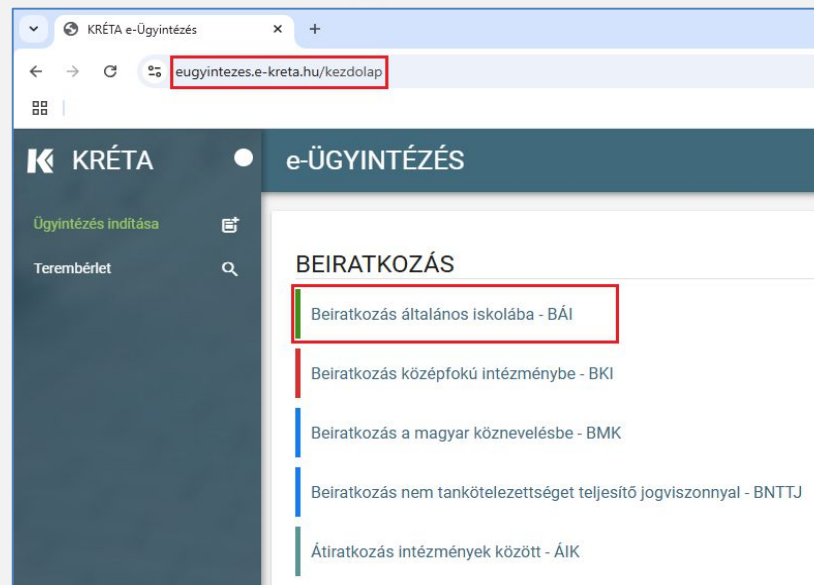 KRÉTA e-Ügyintézés
eugyintezes.e-kreta.hu/kezdolap
KRÉTA
e-ÜGYINTÉZÉS
Ügyintézés indítása
Terembérlet
BEIRATKOZÁS
Beiratkozás általános iskolába - BÁI
Beiratkozás középfokú intézménybe - BKI
Beiratkozás a magyar köznevelésbe - BMK
Beiratkozás nem tankötelezettséget teljesítő jogviszonnyal - BNTTJ
Átiratkozás intézmények között - ÁIK